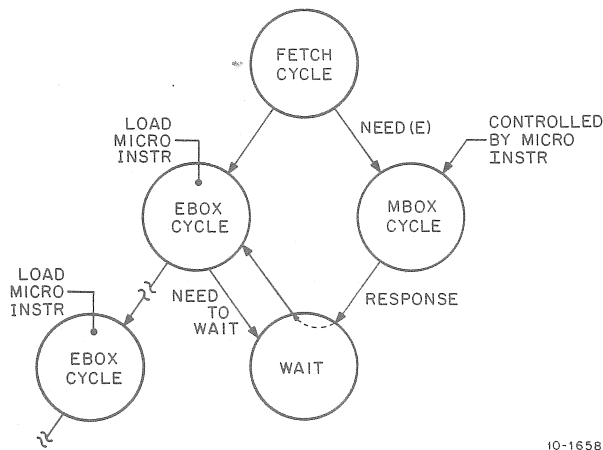 FETCH
CYCLE
LOAD
MICRO
INSTR
NEED (E)
CONTROLLED
BY MICRO
INSTR
EBOX
CYCLE
MBOX
CYCLE
LOAD
MICRO
INSTR
NEED
TO
WAIT
RESPONSE
EBOX
CYCLE
WAIT
10-1658